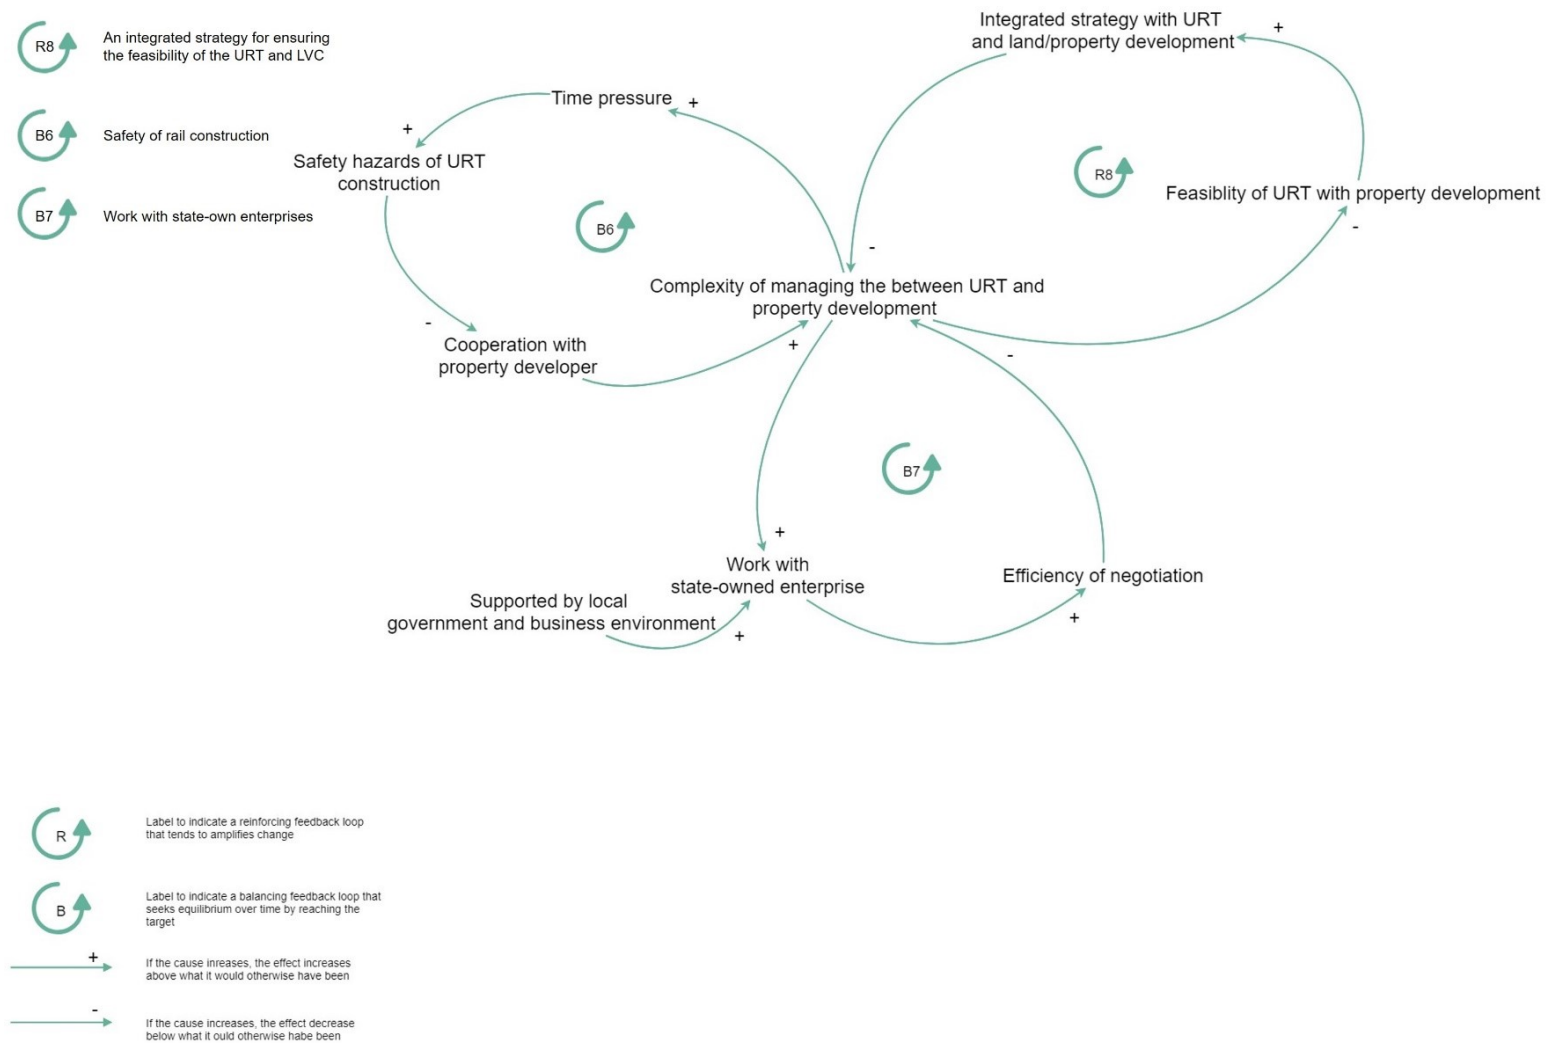 R8
An integrated strategy for ensuring
the feasibility of the URT and LVC
B6
Safety of rail construction
B7
Work with state-own enterprises
Integrated strategy with URT
and land/property development
+
Time pressure
+
+
Safety hazards of URT
construction
R8
Feasiblity of URT with property development
-
B6
-
Complexity of managing the between URT and
property development
-
Cooperation with
property developer
+
-
B7
+
Work with
state-owned enterprise
Efficiency of negotiation
+
Supported by local
government and business environment
+
R
Label to indicate a reinforcing feedback loop
that tends to amplifies change
B
Label to indicate a balancing feedback loop that
seeks equilibrium over time by reaching the
target
+
If the cause inreases, the effect increases
above what it would otherwise have been
-
If the cause increases, the effect decrease
below what it ould otherwise habe been